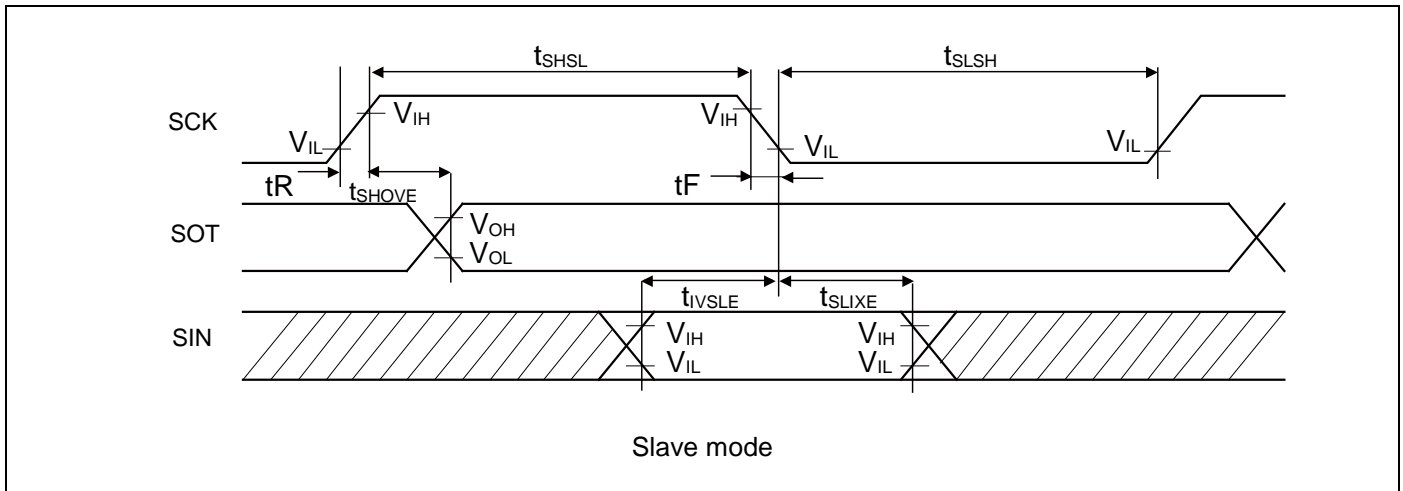 tSHSL
tSLSH
SCK
VIH
VIH
VIL
VIL
VIL
tR
tSHOVE
tF
SOT
VOH
VOL
tIVSLE
tSLIXE
SIN
VIH
VIH
VIL
VIL
Slave mode